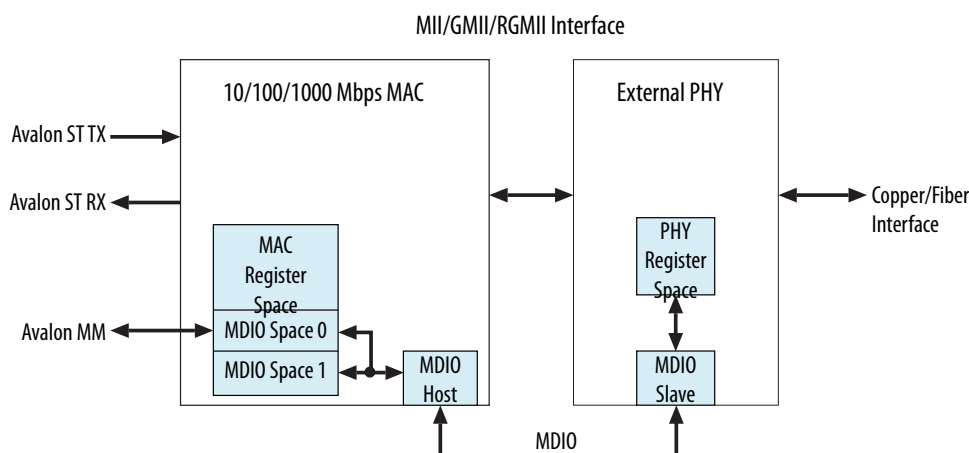 MII/GMII/RGMII Interface
10/100/1000 Mbps MAC
External PHY
Avalon ST TX
Avalon ST RX
Copper/Fiber
Interface
MAC
Register
Space
PHY
Register
Space
Avalon MM
MDIO Space 0
MDIO Space 1
MDIO
Host
MDIO
Slave
MDIO